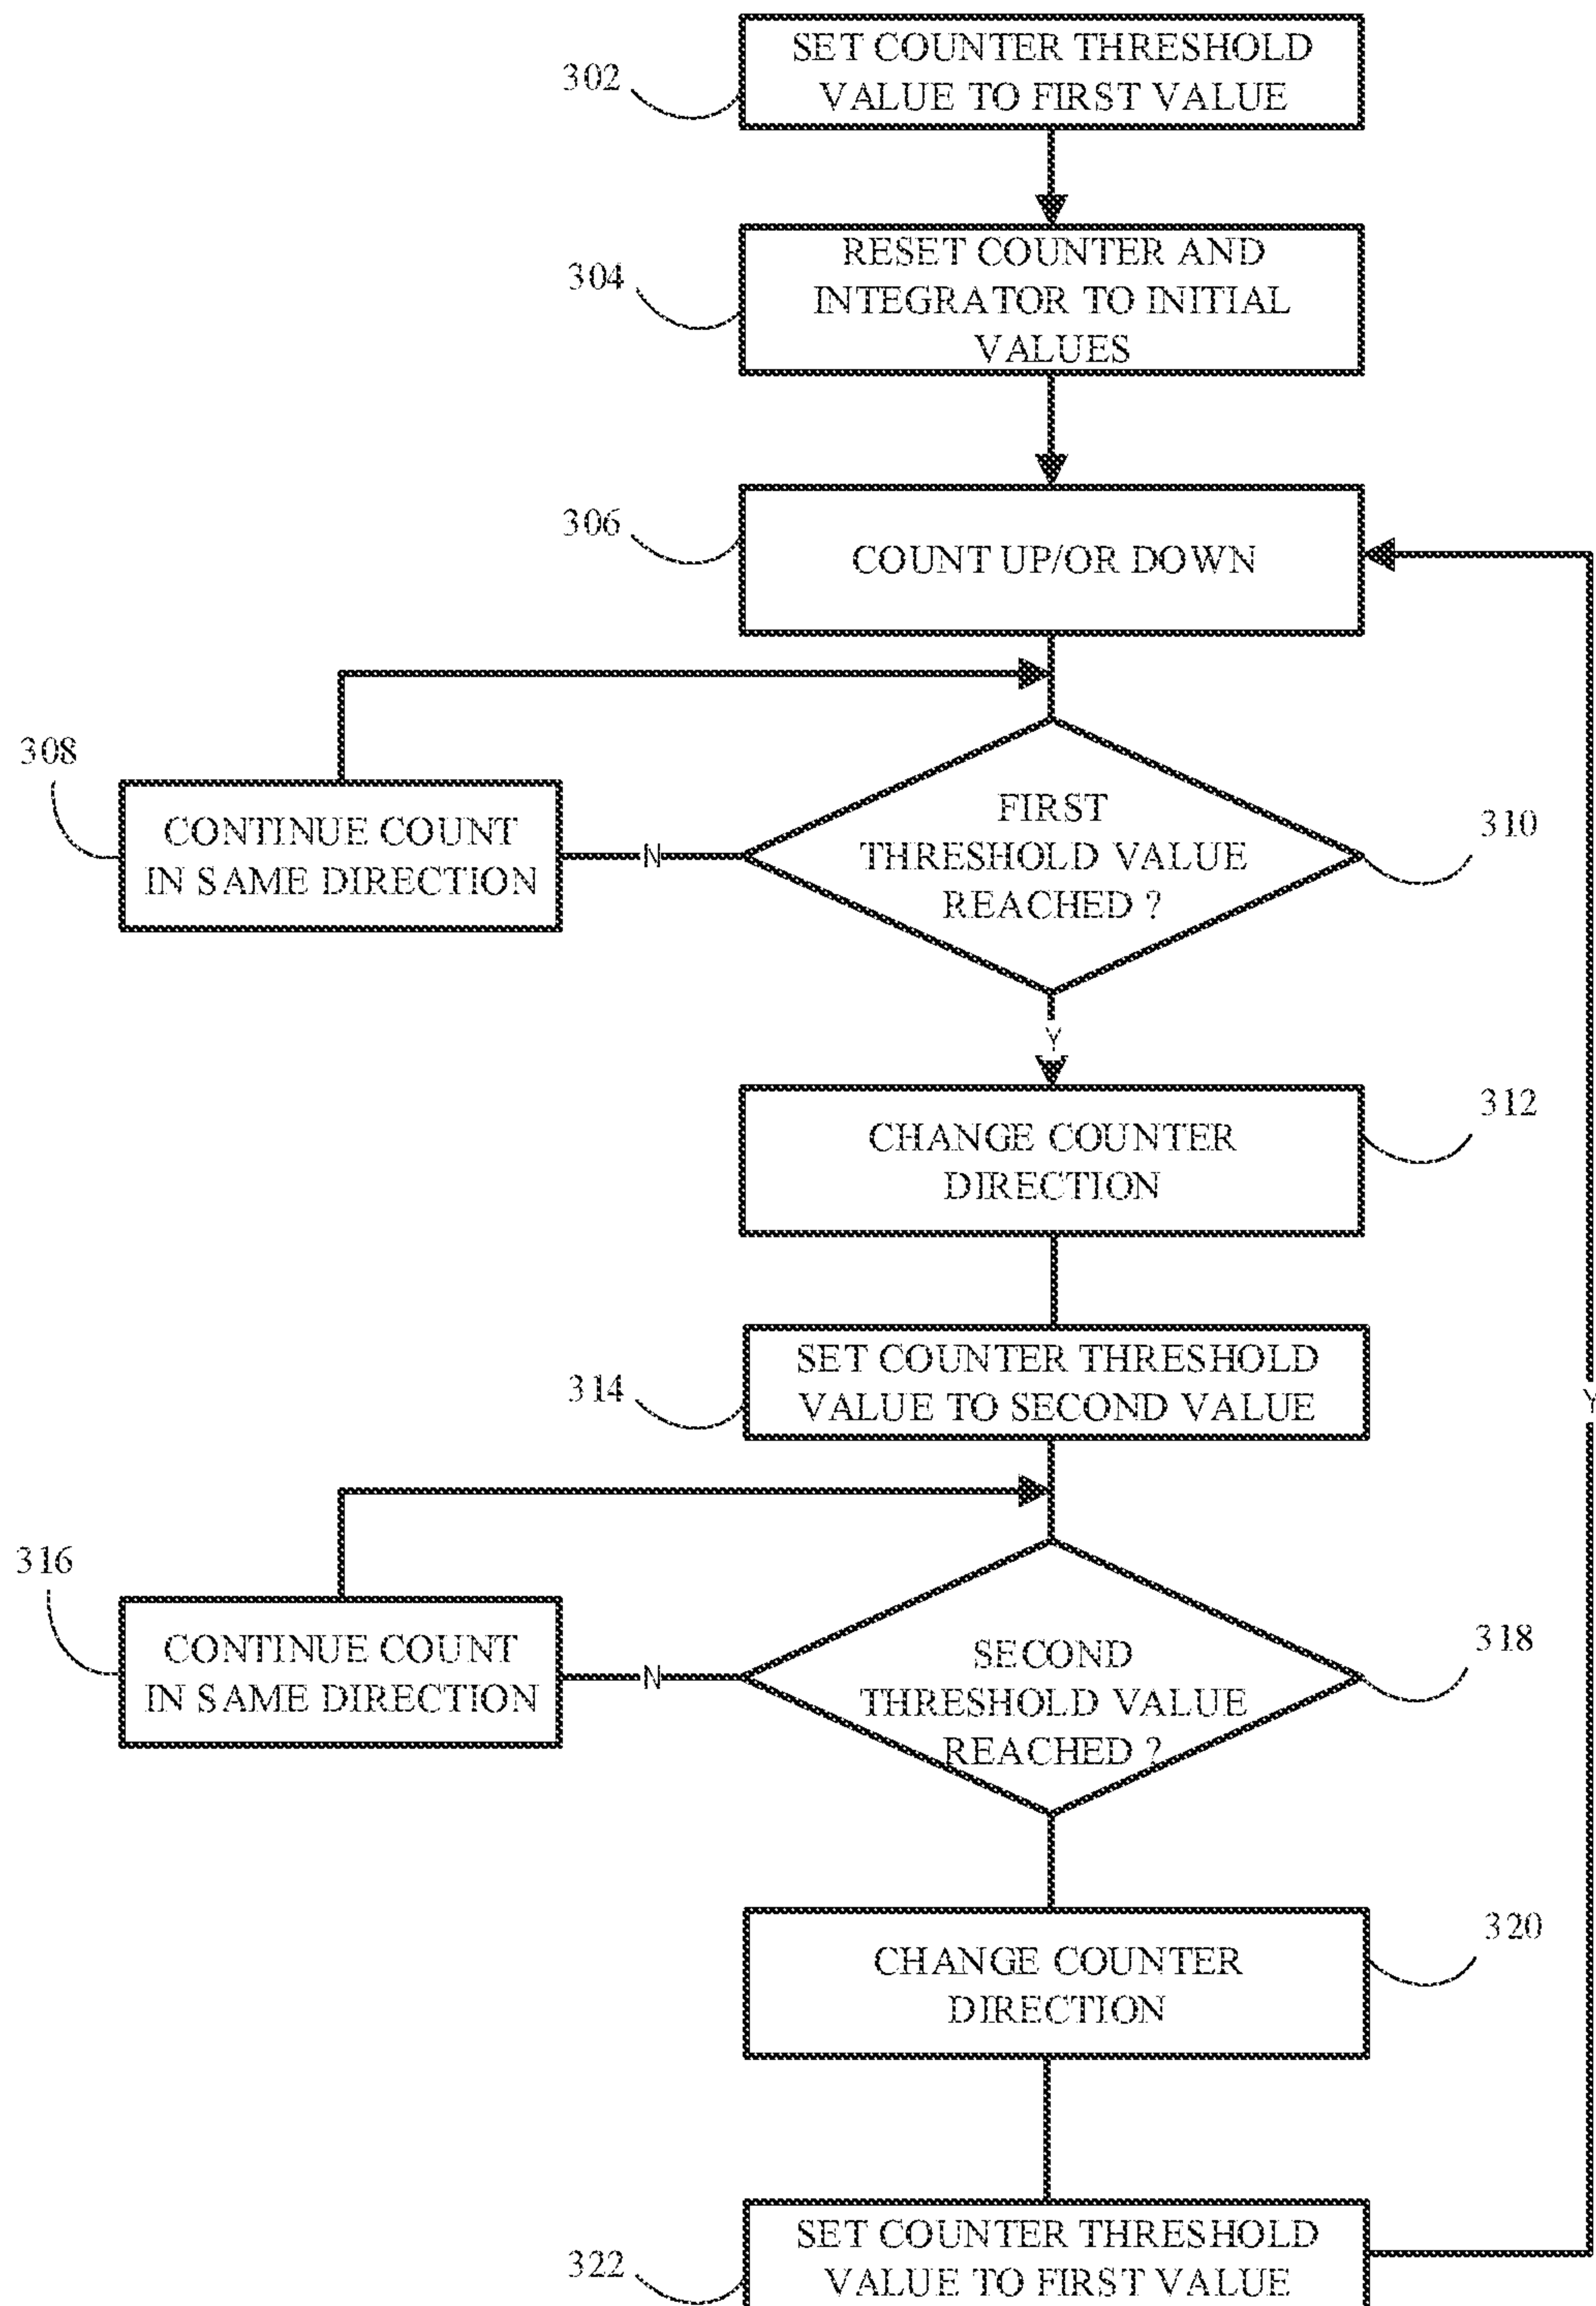 302
SET COUNTER THRESHOLD
VALUE TO FIRST VALUE
304
RESET COUNTER AND
INTEGRATOR TO INITIAL
VALUES
306
COUNT UP/OR DOWN
308
CONTINUE COUNT
IN SAME DIRECTION
N
FIRST
THRESHOLD VALUE
REACHED ?
310
Y
CHANGE COUNTER
DIRECTION
312
314
SET COUNTER THRESHOLD
VALUE TO SECOND VALUE
Y
316
CONTINUE COUNT
IN SAME DIRECTION
N
SECOND
THRESHOLD VALUE
REACHED ?
318
CHANGE COUNTER
DIRECTION
320
322
SET COUNTER THRESHOLD
VALUE TO FIRST VALUE